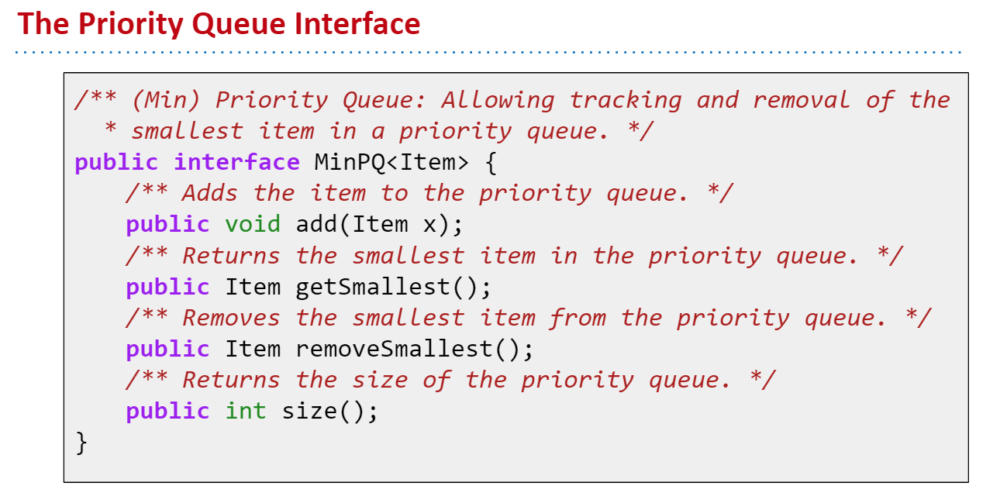 The Priority Queue Interface
/** (Min) Priority Queue: Allowing tracking and removal of the
  * smallest item in a priority queue. */
public interface MinPQ<Item> {
    /** Adds the item to the priority queue. */
    public void add(Item x);
    /** Returns the smallest item in the priority queue. */
    public Item getSmallest();
    /** Removes the smallest item from the priority queue. */
    public Item removeSmallest();
    /** Returns the size of the priority queue. */
    public int size();
}